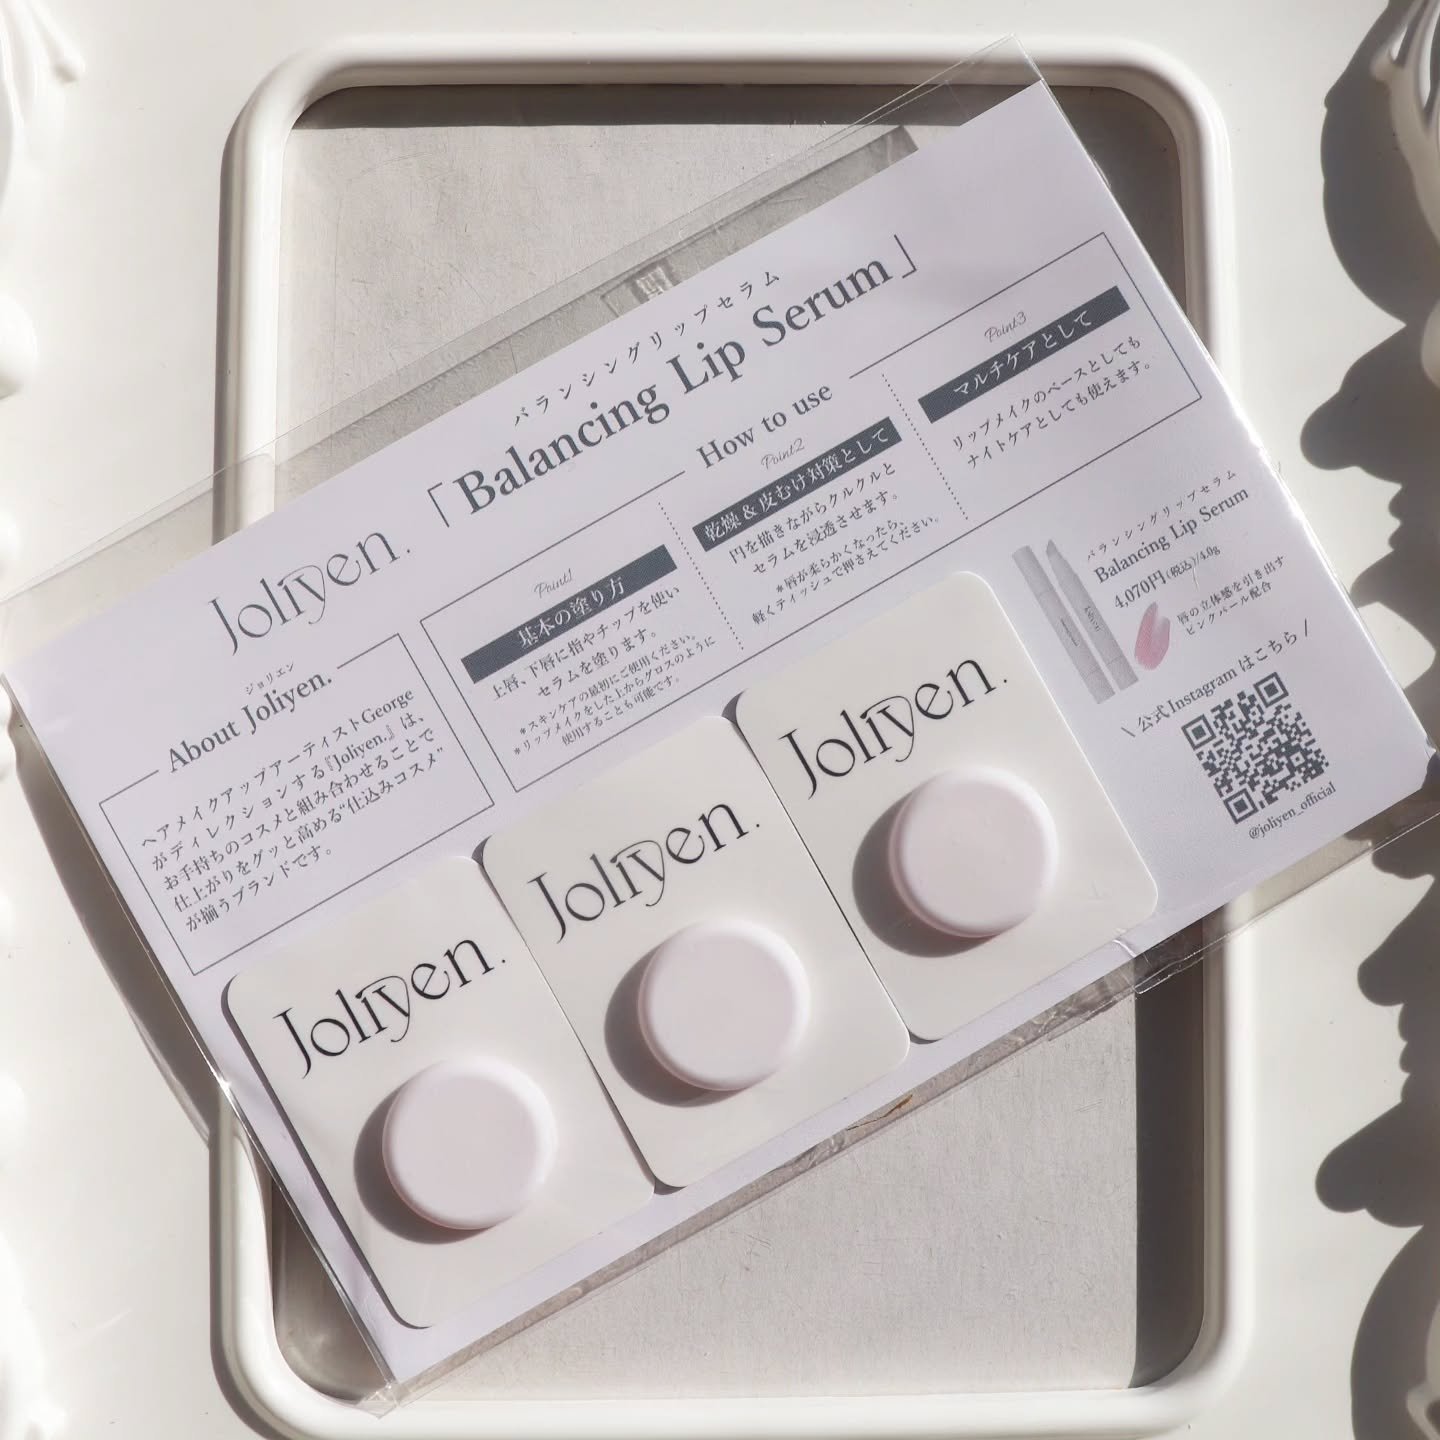 バランシングリップセラム
「Balancing Lip Serum」
Joliyen.
ジョリエン
About Joliyen.
ヘアメイクアップアーティストGeorge
がディレクションする『Joliyen.』は、
お手持ちのコスメと組み合わせることで
仕上がりをグッと高める“仕込みコスメ”
が揃うブランドです。
How to use
Point1
基本の塗り方
上唇、下唇に指やチップを使い
セラムを塗ります。
*スキンケアの最初にご使用ください。
*リップメイクをした上からグロスのように
使用することも可能です。
Point2
乾燥&皮むけ対策として
円を描きながらクルクルと
セラムを浸透させます。
*唇が柔らかくなったら、
軽くティッシュで押さえてください。
Point3
マルチケアとして
リップメイクのベースとしても
ナイトケアとしても使えます。
バランシングリップセラム
Balancing Lip Serum
4,070円(税込)/4.0g
唇の立体感を引き出す
ピンクパール配合
\ 公式Instagramはこちら /
@joliyen_official
Joliyen.
Joliyen.
Joliyen.